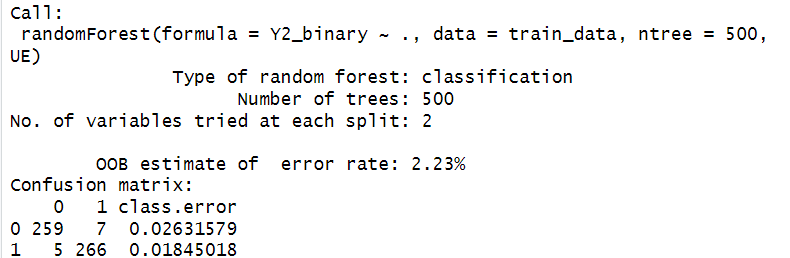 Call:
 randomForest(formula = Y2_binary ~ ., data = train_data, ntree = 500,
UE)
               Type of random forest: classification
                     Number of trees: 500
No. of variables tried at each split: 2

        OOB estimate of  error rate: 2.23%
Confusion matrix:
    0   1 class.error
0 259   7  0.02631579
1   5 266  0.01845018